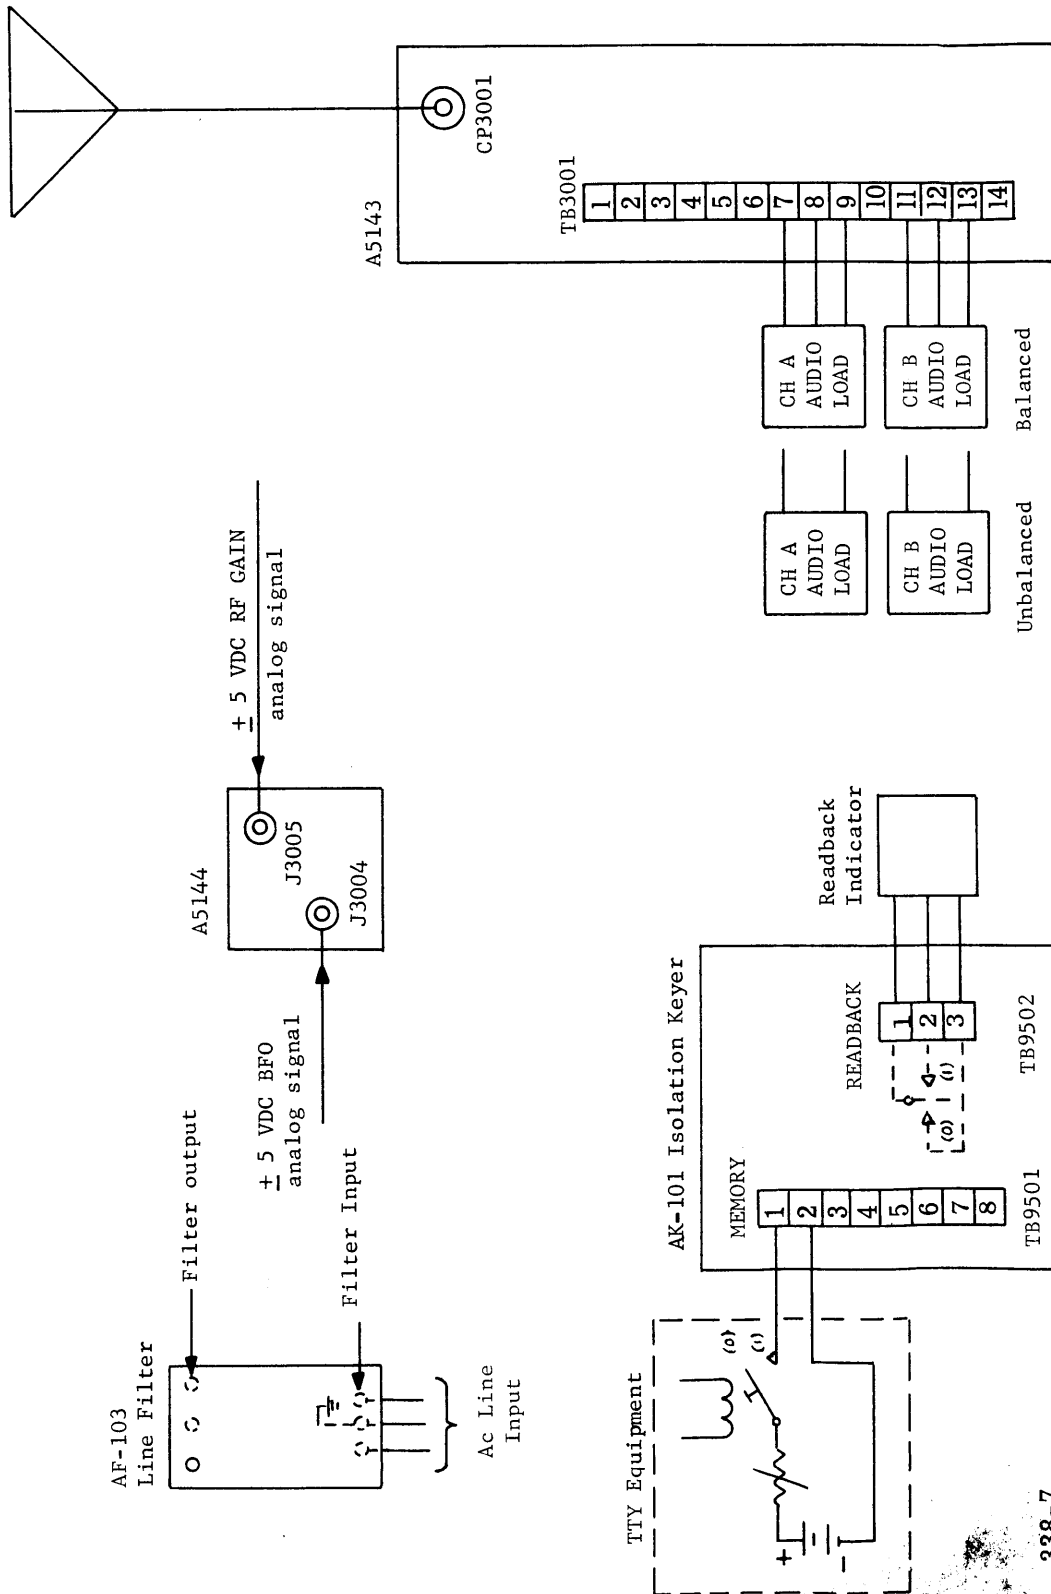 AF-103
Line Filter
Filter output
Filter Input
Ac Line
Input
± 5 VDC BFO
analog signal
A5144
J3004
J3005
± 5 VDC RF GAIN
analog signal
TTY Equipment
+
-
(0)
(1)
AK-101 Isolation Keyer
MEMORY
1
2
3
4
5
6
7
8
TB9501
READBACK
1
2
3
(0)
(1)
TB9502
Readback
Indicator
Unbalanced
CH A
AUDIO
LOAD
CH B
AUDIO
LOAD
Balanced
CH A
AUDIO
LOAD
CH B
AUDIO
LOAD
A5143
TB3001
1
2
3
4
5
6
7
8
9
10
11
12
13
14
CP3001
338-7